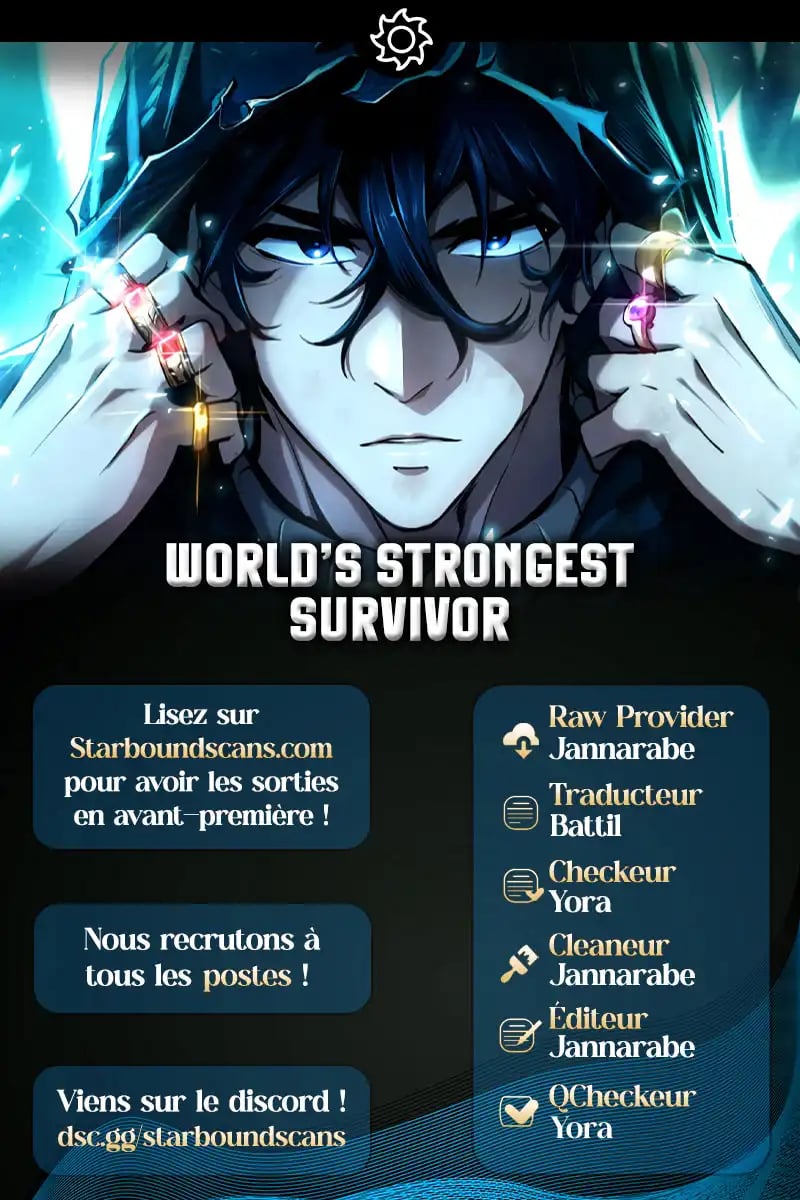 WORLD'S STRONGEST
SURVIVOR
Lisez sur
Starboundscans.com
pour avoir les sorties
en avant-première !
Nous recrutons à
tous les postes !
Viens sur le discord !
dsc.gg/starboundscans
Raw Provider
Jannarabe
Traducteur
Battil
Checkeur
Yora
Cleaneur
Jannarabe
Éditeur
Jannarabe
QCheckeur
Yora